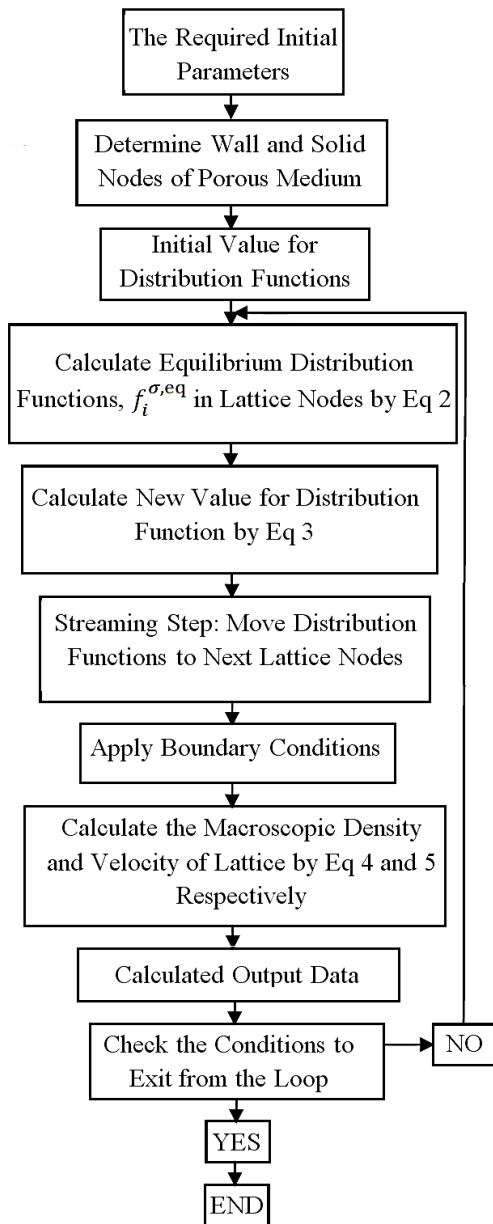 The Required Initial
Parameters
Determine Wall and Solid
Nodes of Porous Medium
Initial Value for
Distribution Functions
Calculate Equilibrium Distribution
Functions, $f_i^{\sigma,\mathrm{eq}}$ in Lattice Nodes by Eq 2
Calculate New Value for Distribution
Function by Eq 3
Streaming Step: Move Distribution
Functions to Next Lattice Nodes
Apply Boundary Conditions
Calculate the Macroscopic Density
and Velocity of Lattice by Eq 4 and 5
Respectively
Calculated Output Data
Check the Conditions to
Exit from the Loop
NO
YES
END